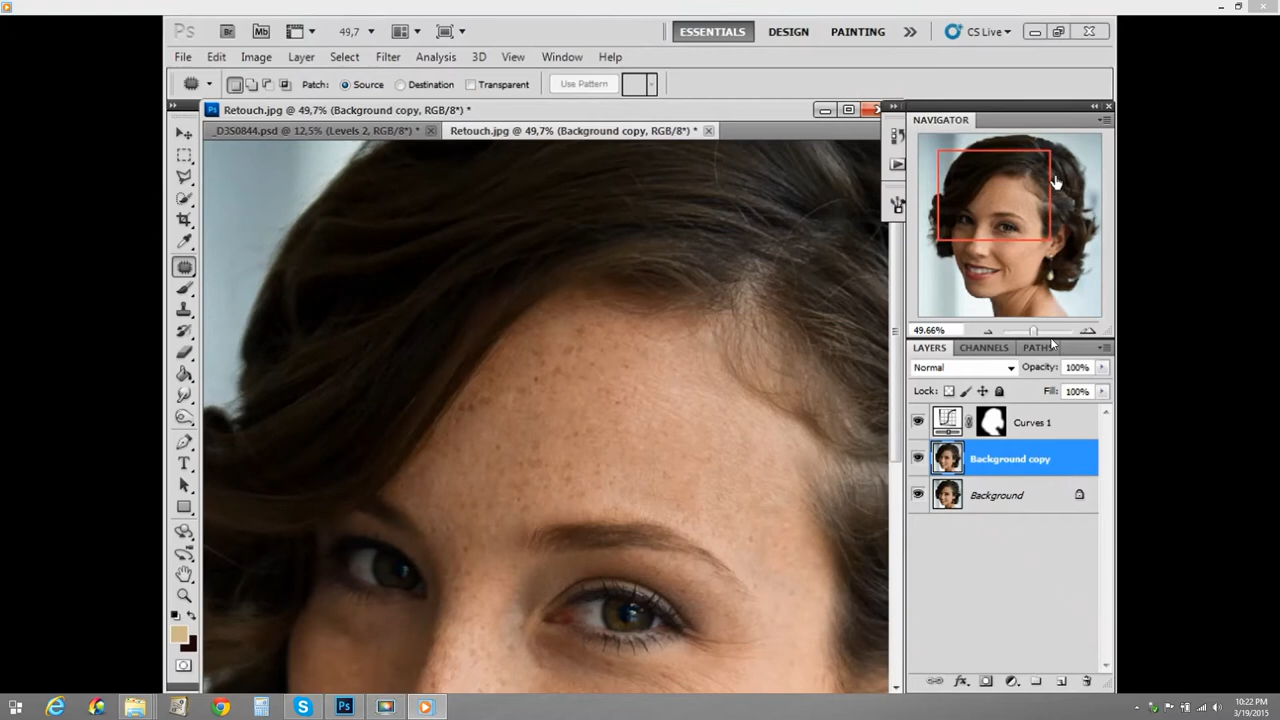 Ps Br Mb 49,7 ESSENTIALS DESIGN PAINTING CS Live
File Edit Image Layer Select Filter Analysis 3D View Window Help
Patch: Source Destination Transparent Use Pattern
Ps Retouch.jpg @ 49,7% (Background copy, RGB/8*) *
_D3S0844.psd @ 12,5% (Levels 2, RGB/8*) * Retouch.jpg @ 49,7% (Background copy, RGB/8*) *
NAVIGATOR
49.66%
LAYERS CHANNELS PATHS
Normal Opacity: 100%
Lock: Fill: 100%
Curves 1
Background copy
Background
T
fx
Ps
10:22 PM
3/19/2015